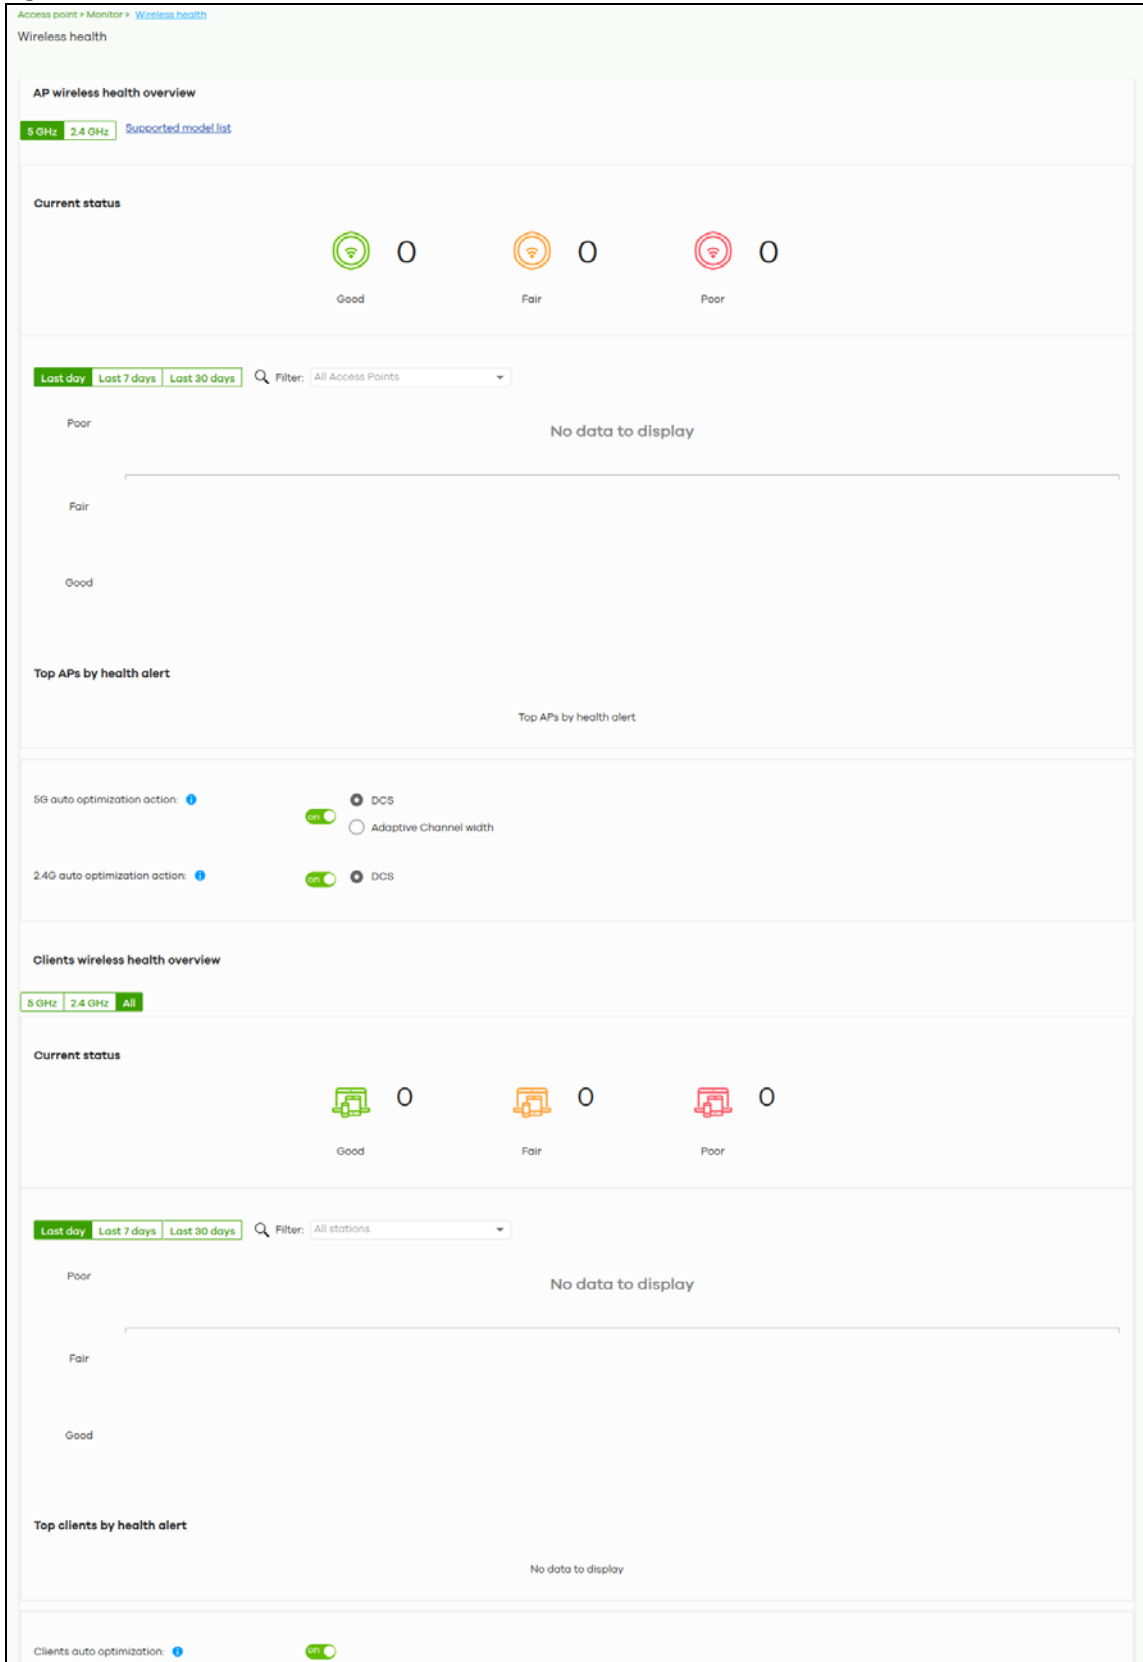 Access point > Monitor > Wireless health
Wireless health
AP wireless health overview
5 GHz 2.4 GHz Supported model list
Current status
0 0 0
Good Fair Poor
Last day Last 7 days Last 30 days Filter: All Access Points
Poor
No data to display
Fair
Good
Top APs by health alert
Top APs by health alert
5G auto optimization action: on DCS
Adaptive Channel width
2.4G auto optimization action: on DCS
Clients wireless health overview
5 GHz 2.4 GHz All
Current status
0 0 0
Good Fair Poor
Last day Last 7 days Last 30 days Filter: All stations
Poor
No data to display
Fair
Good
Top clients by health alert
No data to display
Clients auto optimization: on